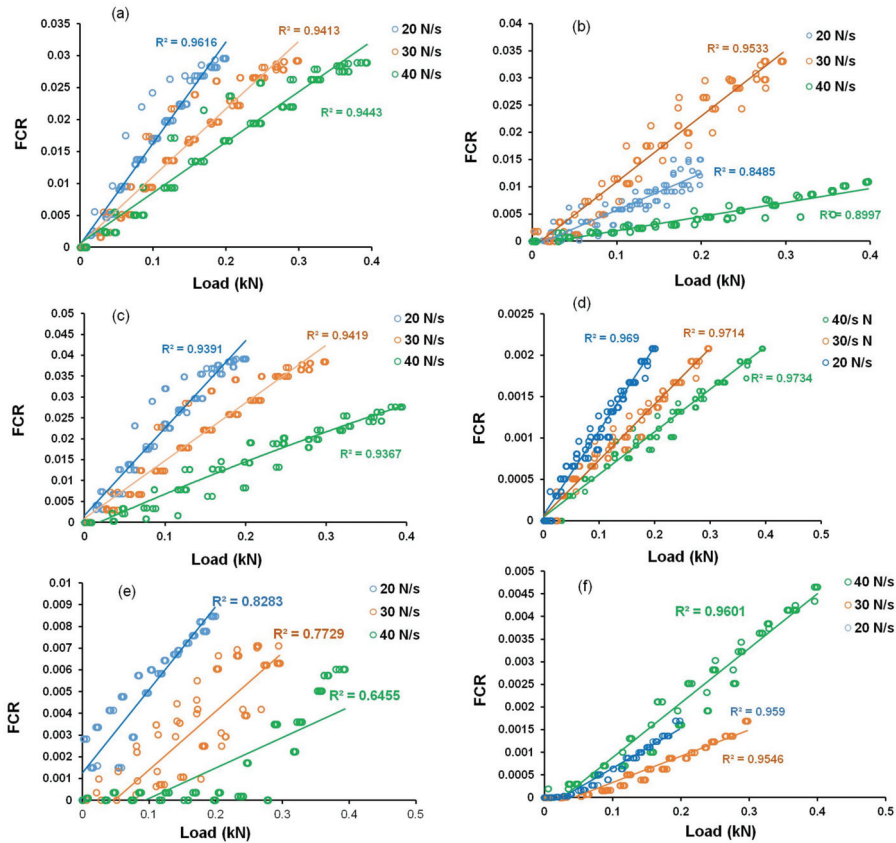 (a)
20 N/s
30 N/s
40 N/s
R² = 0.9616
R² = 0.9413
R² = 0.9443
FCR
0.035
0.03
0.025
0.02
0.015
0.01
0.005
0
0 0.1 0.2 0.3 0.4
Load (kN)
(b)
20 N/s
30 N/s
40 N/s
R² = 0.9533
R² = 0.8485
= 0.8997
FCR
0.04
0.035
0.03
0.025
0.02
0.015
0.01
0.005
0
0 0.1 0.2 0.3 0.4
Load (kN)
(c)
20 N/s
30 N/s
40 N/s
R² = 0.9391
R² = 0.9419
R² = 0.9367
FCR
0.05
0.045
0.04
0.035
0.03
0.025
0.02
0.015
0.01
0.005
0
0 0.1 0.2 0.3 0.4
Load (kN)
(d)
40/s N
30/s N
20 N/s
R² = 0.969
R² = 0.9714
R² = 0.9734
FCR
0.0025
0.002
0.0015
0.001
0.0005
0
0 0.1 0.2 0.3 0.4 0.5
Load (kN)
(e)
20 N/s
30 N/s
40 N/s
R² = 0.8283
R² = 0.7729
R² = 0.6455
FCR
0.01
0.009
0.008
0.007
0.006
0.005
0.004
0.003
0.002
0.001
0
0 0.1 0.2 0.3 0.4 0.5
Load (kN)
(f)
40 N/s
30 N/s
20 N/s
R² = 0.9601
R² = 0.959
R² = 0.9546
FCR
0.005
0.0045
0.004
0.0035
0.003
0.0025
0.002
0.0015
0.001
0.0005
0
0 0.1 0.2 0.3 0.4 0.5
Load (kN)